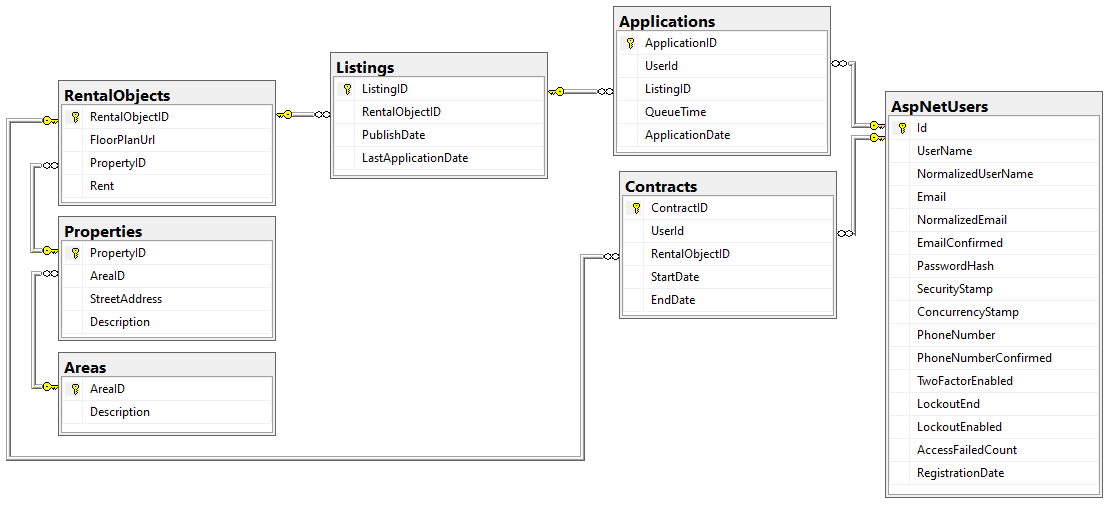 RentalObjects
RentalObjectID
FloorPlanUrl
PropertyID
Rent
Properties
PropertyID
AreaID
StreetAddress
Description
Areas
AreaID
Description
Listings
ListingID
RentalObjectID
PublishDate
LastApplicationDate
Applications
ApplicationID
UserId
ListingID
QueueTime
ApplicationDate
Contracts
ContractID
UserId
RentalObjectID
StartDate
EndDate
AspNetUsers
Id
UserName
NormalizedUserName
Email
NormalizedEmail
EmailConfirmed
PasswordHash
SecurityStamp
ConcurrencyStamp
PhoneNumber
PhoneNumberConfirmed
TwoFactorEnabled
LockoutEnd
LockoutEnabled
AccessFailedCount
RegistrationDate